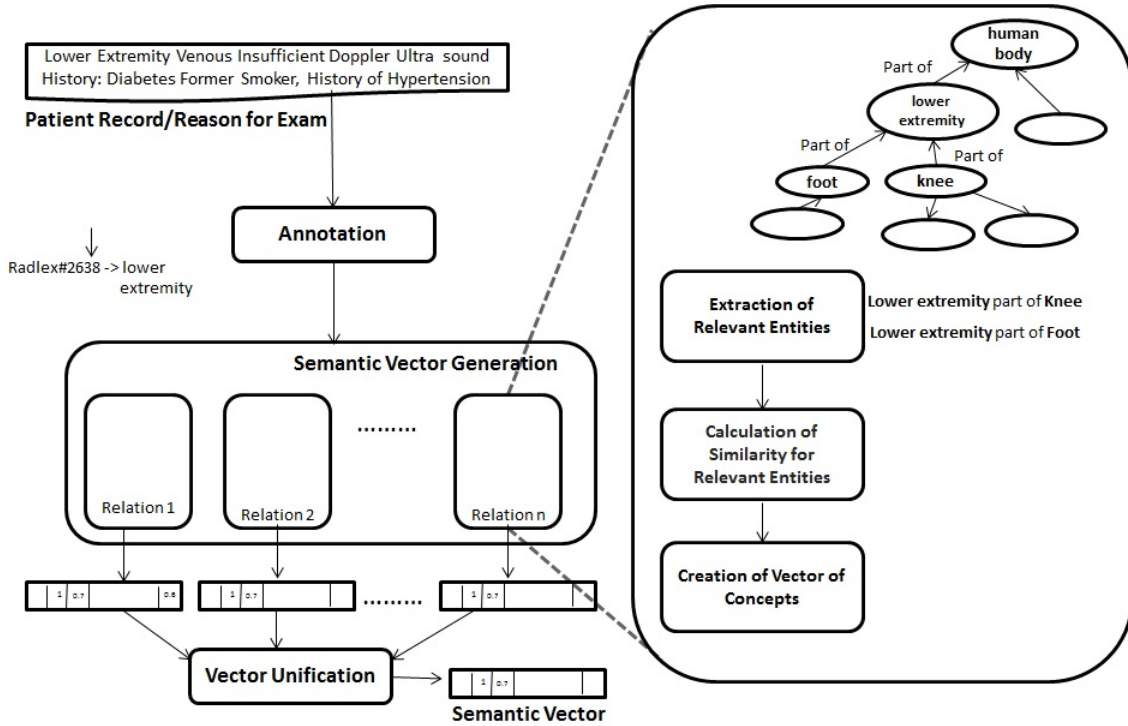 Lower Extremity Venous Insufficient Doppler Ultra sound
History: Diabetes Former Smoker, History of Hypertension
Patient Record/Reason for Exam
Annotation
Radlex#2638 -> lower
extremity
Semantic Vector Generation
.........
Relation 1
Relation 2
Relation n
1 0.7 0.6
1 0.7
.........
1 0.7
Vector Unification
1 0.7
Semantic Vector
human
body
Part of
lower
extremity
Part of
Part of
foot
knee
Extraction of
Relevant Entities
Lower extremity part of Knee
Lower extremity part of Foot
Calculation of
Similarity for
Relevant Entities
Creation of Vector of
Concepts